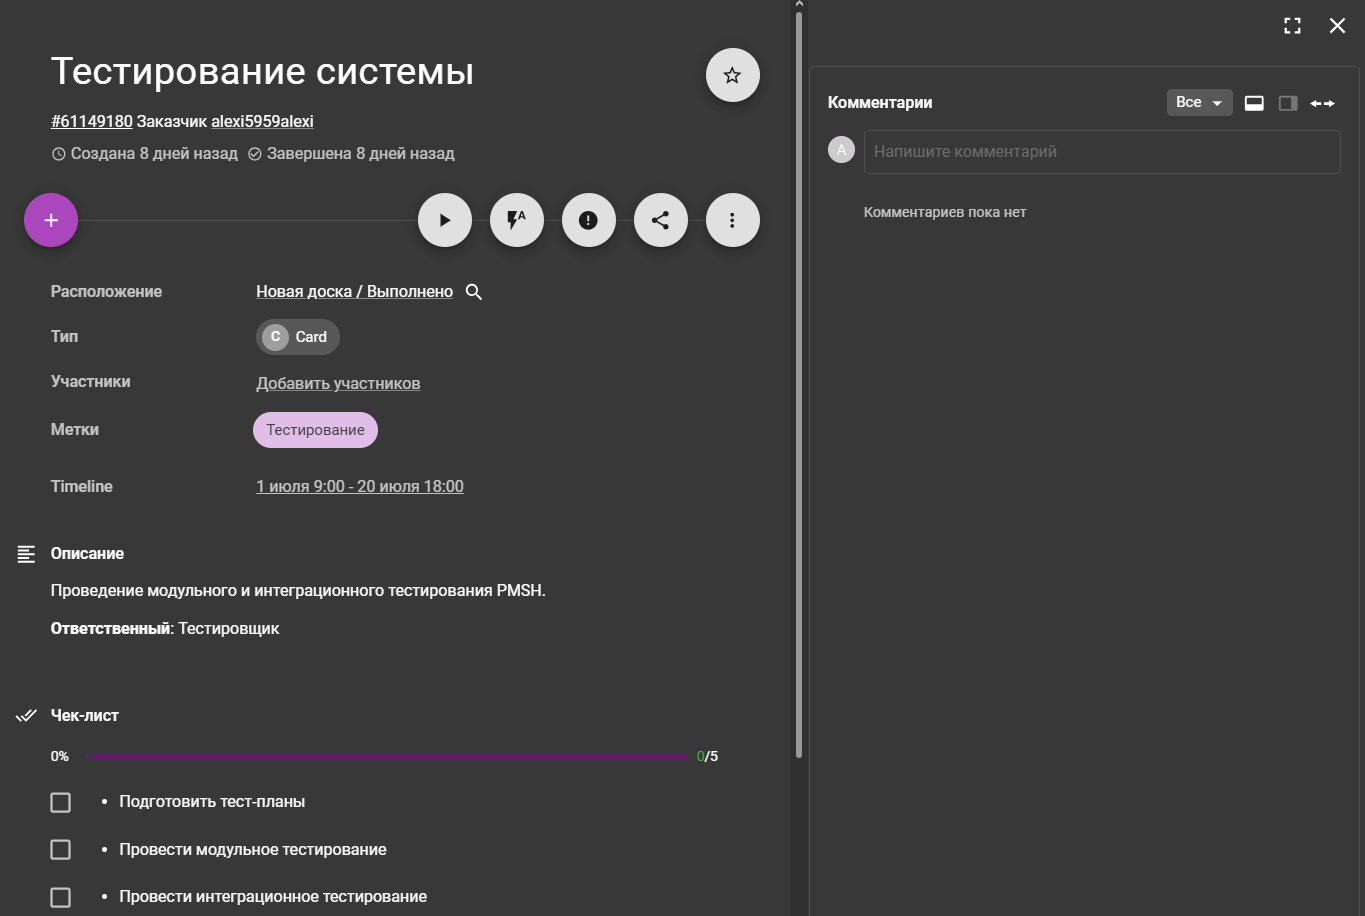 Тестирование системы
#61149180 Заказчик alexi5959alexi
Создана 8 дней назад Завершена 8 дней назад
A
Расположение Новая доска / Выполнено
Тип C Card
Участники Добавить участников
Метки Тестирование
Timeline 1 июля 9:00 - 20 июля 18:00
Описание
Проведение модульного и интеграционного тестирования PMSH.
Ответственный: Тестировщик
Чек-лист
0% 0/5
• Подготовить тест-планы
• Провести модульное тестирование
• Провести интеграционное тестирование
Комментарии Все
A Напишите комментарий
Комментариев пока нет